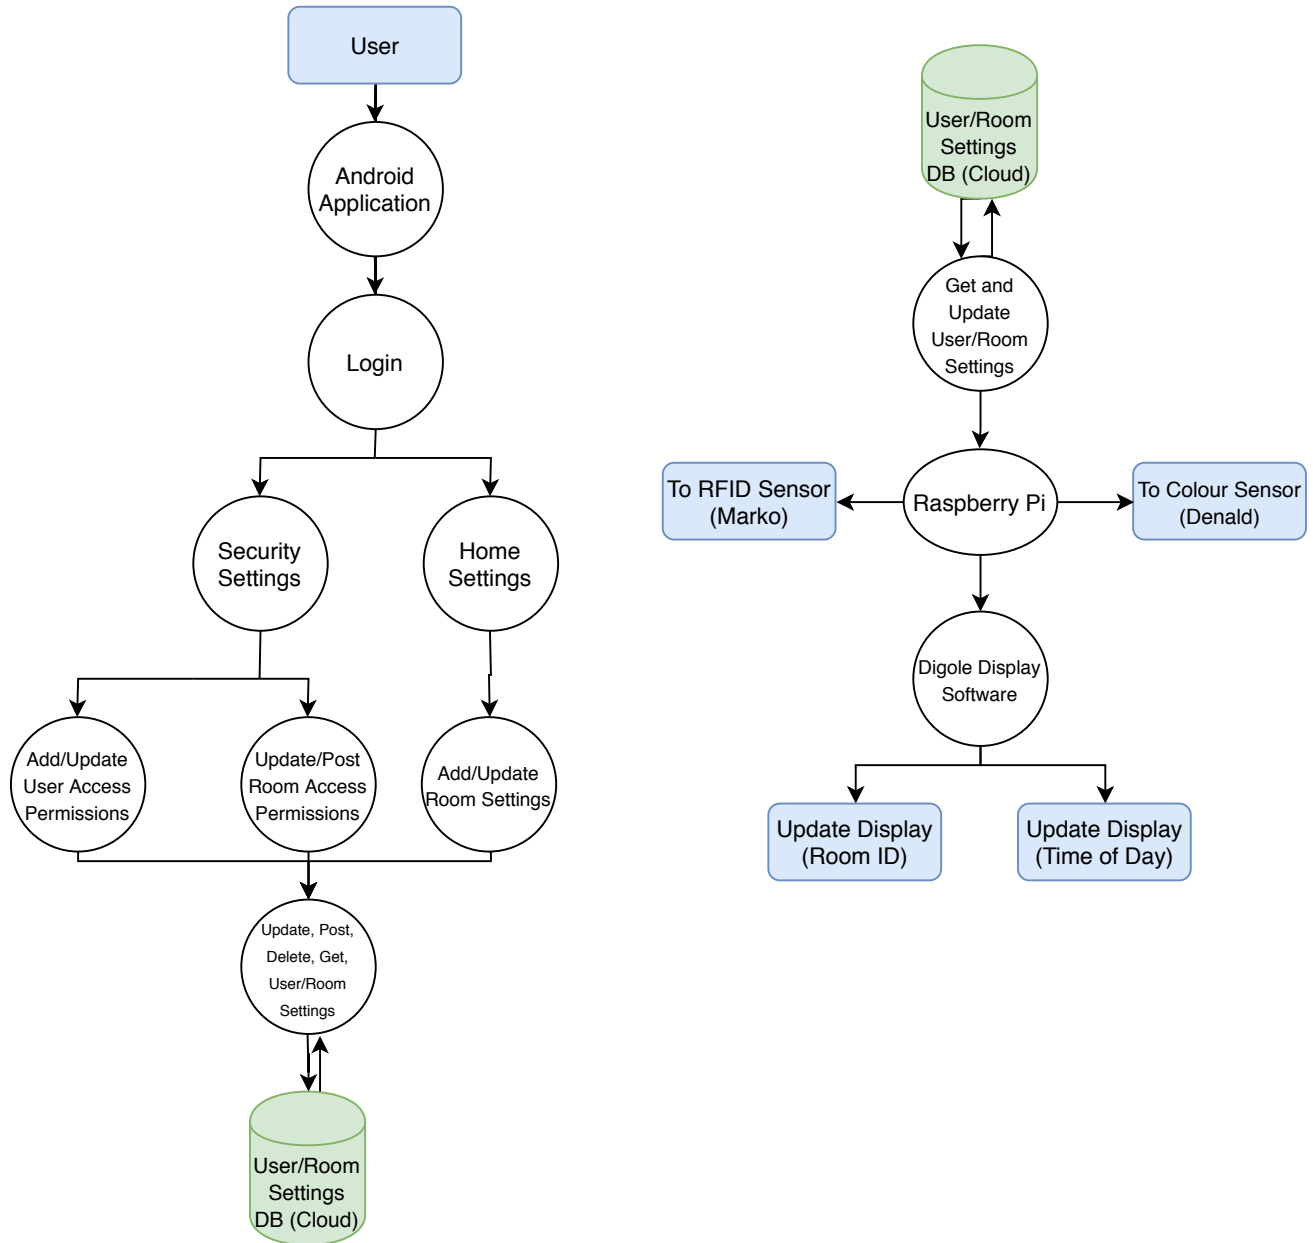 User
Android
Application
Login
Security
Settings
Home
Settings
Add/Update
User Access
Permissions
Update/Post
Room Access
Permissions
Add/Update
Room Settings
Update, Post,
Delete, Get,
User/Room
Settings
User/Room
Settings
DB (Cloud)
User/Room
Settings
DB (Cloud)
Get and
Update
User/Room
Settings
To RFID Sensor
(Marko)
Raspberry Pi
To Colour Sensor
(Denald)
Digole Display
Software
Update Display
(Room ID)
Update Display
(Time of Day)